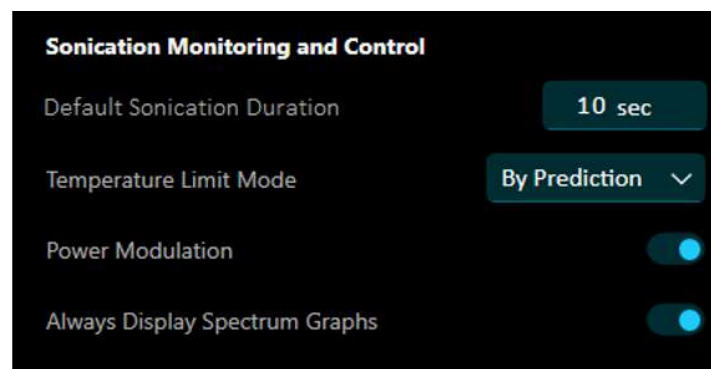 Sonication Monitoring and Control
Default Sonication Duration 10 sec
Temperature Limit Mode By Prediction
Power Modulation
Always Display Spectrum Graphs